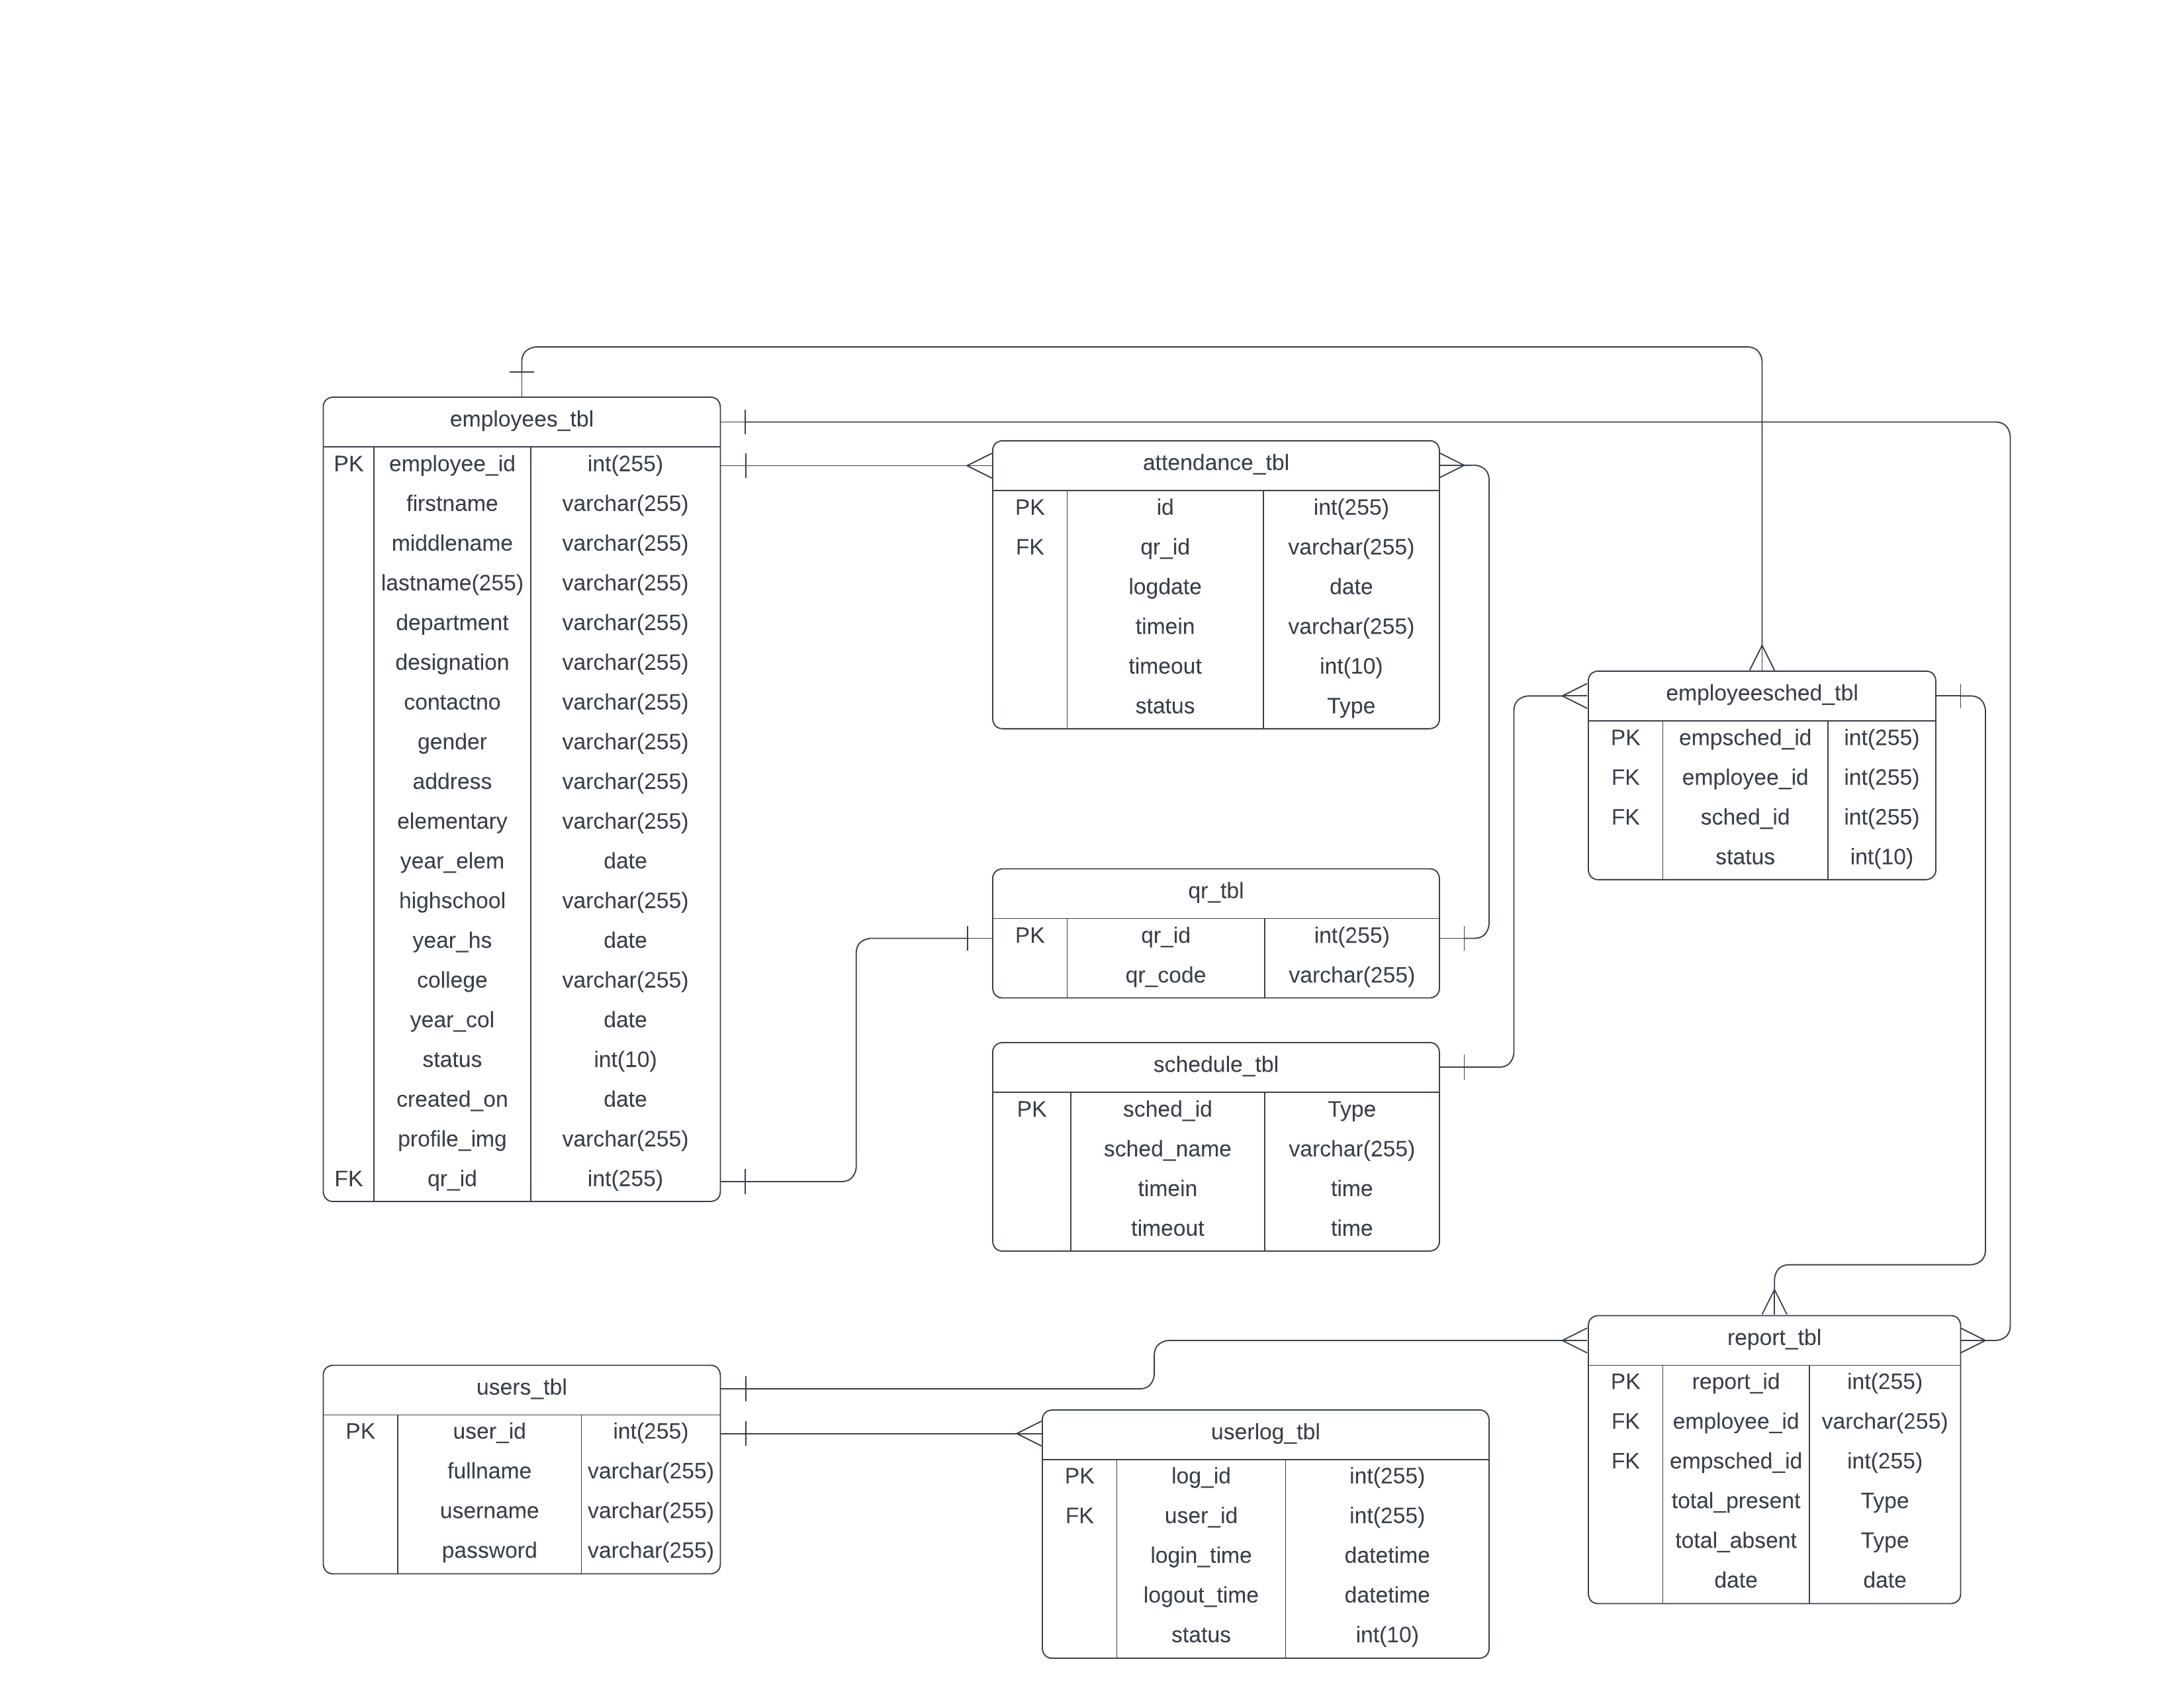 employees_tbl
PK employee_id int(255)
firstname varchar(255)
middlename varchar(255)
lastname(255) varchar(255)
department varchar(255)
designation varchar(255)
contactno varchar(255)
gender varchar(255)
address varchar(255)
elementary varchar(255)
year_elem date
highschool varchar(255)
year_hs date
college varchar(255)
year_col date
status int(10)
created_on date
profile_img varchar(255)
FK qr_id int(255)
attendance_tbl
PK id int(255)
FK qr_id varchar(255)
logdate date
timein varchar(255)
timeout int(10)
status Type
employeesched_tbl
PK empsched_id int(255)
FK employee_id int(255)
FK sched_id int(255)
status int(10)
qr_tbl
PK qr_id int(255)
qr_code varchar(255)
schedule_tbl
PK sched_id Type
sched_name varchar(255)
timein time
timeout time
report_tbl
PK report_id int(255)
FK employee_id varchar(255)
FK empsched_id int(255)
total_present Type
total_absent Type
date date
users_tbl
PK user_id int(255)
fullname varchar(255)
username varchar(255)
password varchar(255)
userlog_tbl
PK log_id int(255)
FK user_id int(255)
login_time datetime
logout_time datetime
status int(10)